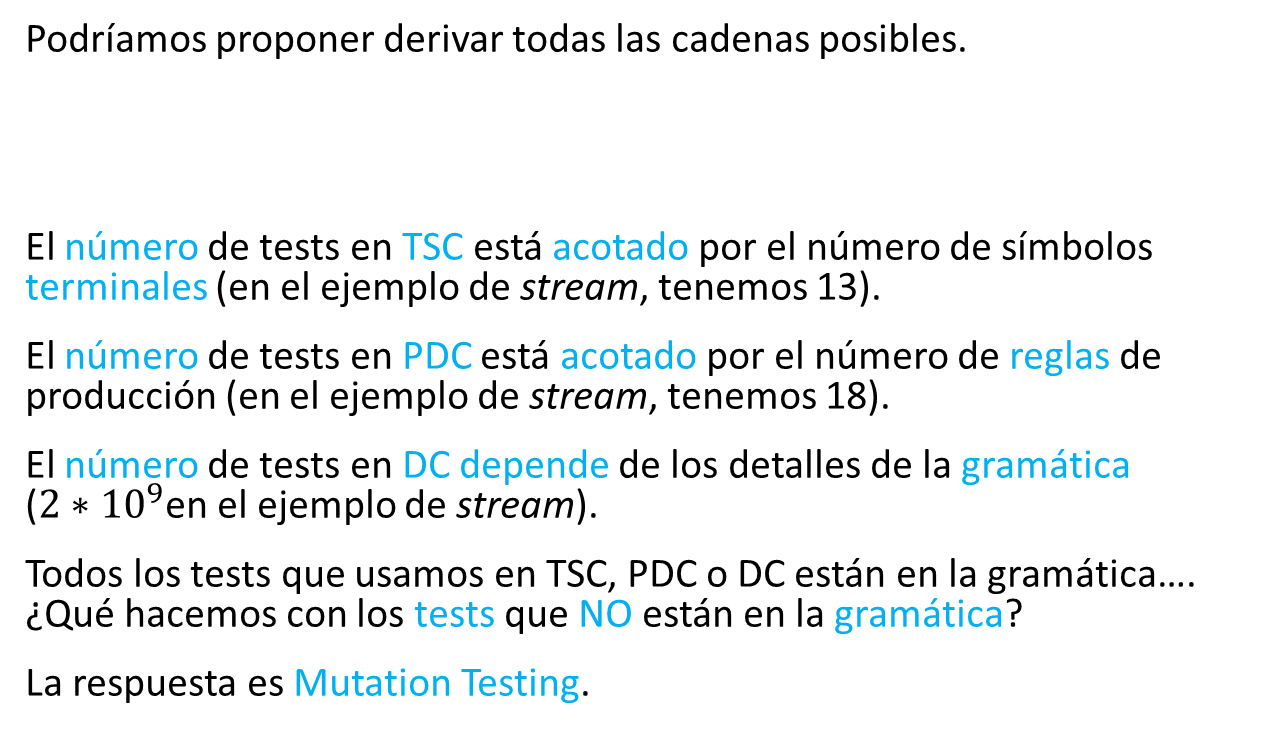 Podríamos proponer derivar todas las cadenas posibles.
El número de tests en TSC está acotado por el número de símbolos
terminales (en el ejemplo de stream, tenemos 13).
El número de tests en PDC está acotado por el número de reglas de
producción (en el ejemplo de stream, tenemos 18).
El número de tests en DC depende de los detalles de la gramática
(2 ∗ 10⁹en el ejemplo de stream).
Todos los tests que usamos en TSC, PDC o DC están en la gramática….
¿Qué hacemos con los tests que NO están en la gramática?
La respuesta es Mutation Testing.